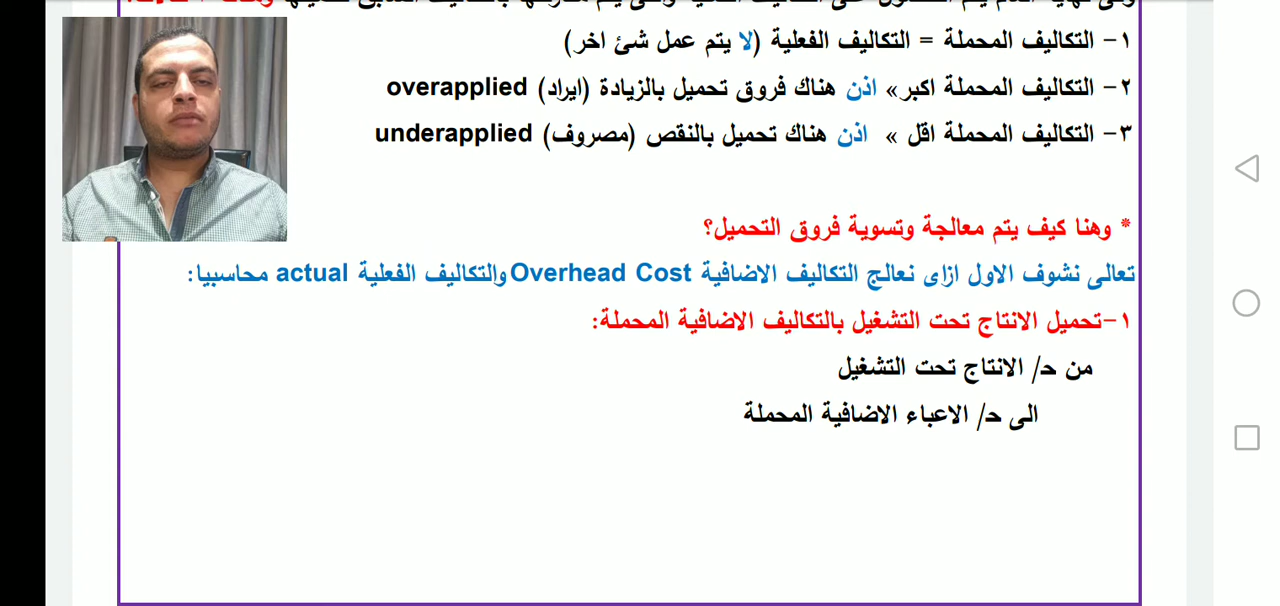 ١- التكاليف المحملة = التكاليف الفعلية (لا يتم عمل شئ اخر)
٢- التكاليف المحملة اكبر» اذن هناك فروق تحميل بالزيادة (ايراد) overapplied
٣- التكاليف المحملة اقل » اذن هناك تحميل بالنقص (مصروف) underapplied
* وهنا كيف يتم معالجة وتسوية فروق التحميل؟
تعالى نشوف الاول ازاى نعالج التكاليف الاضافية Overhead Cost والتكاليف الفعلية actual محاسبيا:
١-تحميل الانتاج تحت التشغيل بالتكاليف الاضافية المحملة:
من حـ/ الانتاج تحت التشغيل
الى حـ/ الاعباء الاضافية المحملة